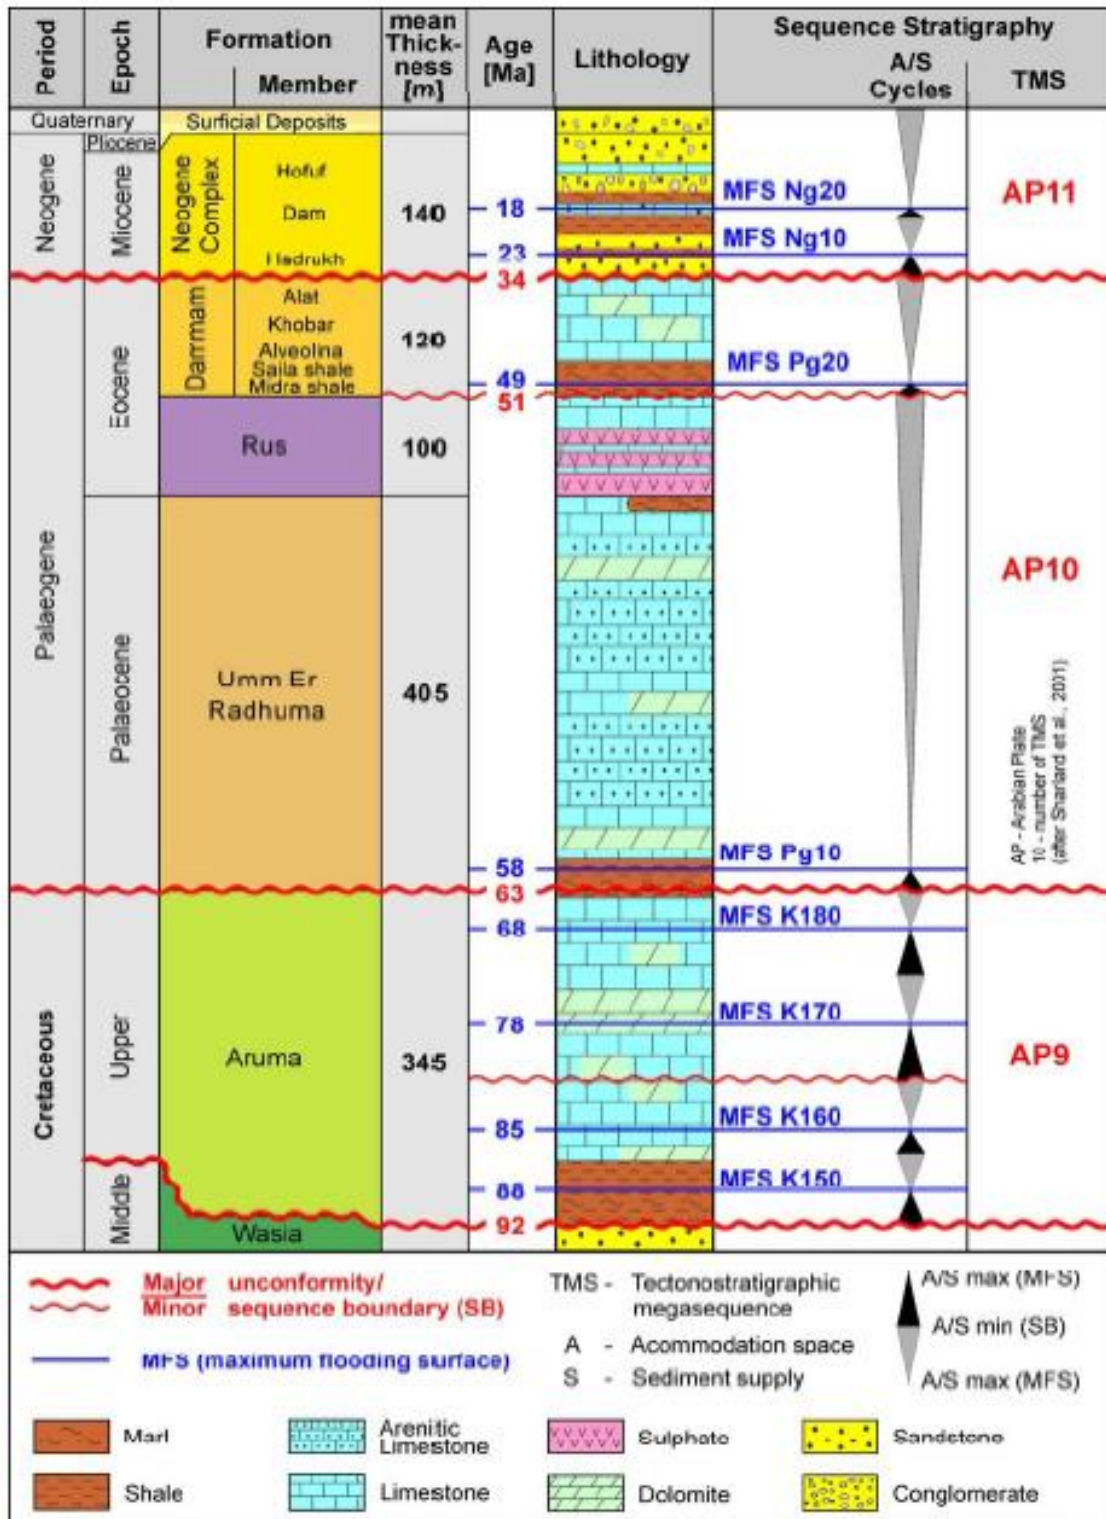 Period
Epoch
Formation
Member
mean
Thick-
ness
[m]
Age
[Ma]
Lithology
Sequence Stratigraphy
A/S
Cycles
TMS
Quaternary
Surficial Deposits
Pliocene
Neogene
Miocene
Neogene
Complex
Hofuf
Dam
Hadrukh
140
18
23
34
MFS Ng20
MFS Ng10
AP11
Palaeogene
Eocene
Dammam
Alat
Khobar
Alveolina
Saila shale
Midra shale
120
49
51
MFS Pg20
Rus
100
Palaeocene
Umm Er
Radhuma
405
AP10
AP - Arabian Plate
10 - number of TMS
(after Sharland et al., 2001)
58
63
MFS Pg10
Cretaceous
Upper
Aruma
345
68
78
85
88
92
MFS K180
MFS K170
MFS K160
MFS K150
AP9
Middle
Wasia
Major unconformity/
Minor sequence boundary (SB)
MFS (maximum flooding surface)
TMS - Tectonostratigraphic
megasequence
A - Acommodation space
S - Sediment supply
A/S max (MFS)
A/S min (SB)
A/S max (MFS)
Marl
Arenitic
Limestone
Sulphate
Sandstone
Shale
Limestone
Dolomite
Conglomerate